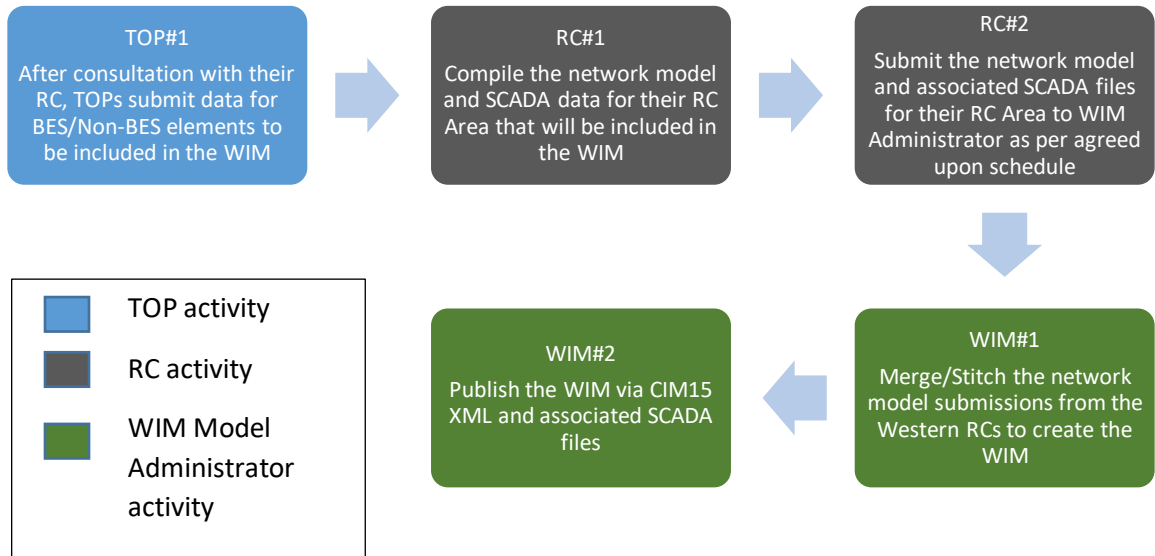 TOP#1
After consultation with their
RC, TOPs submit data for
BES/Non-BES elements to
be included in the WIM
RC#1
Compile the network model
and SCADA data for their RC
Area that will be included in
the WIM
RC#2
Submit the network model
and associated SCADA files
for their RC Area to WIM
Administrator as per agreed
upon schedule
WIM#1
Merge/Stitch the network
model submissions from the
Western RCs to create the
WIM
WIM#2
Publish the WIM via CIM15
XML and associated SCADA
files
TOP activity
RC activity
WIM Model
Administrator
activity